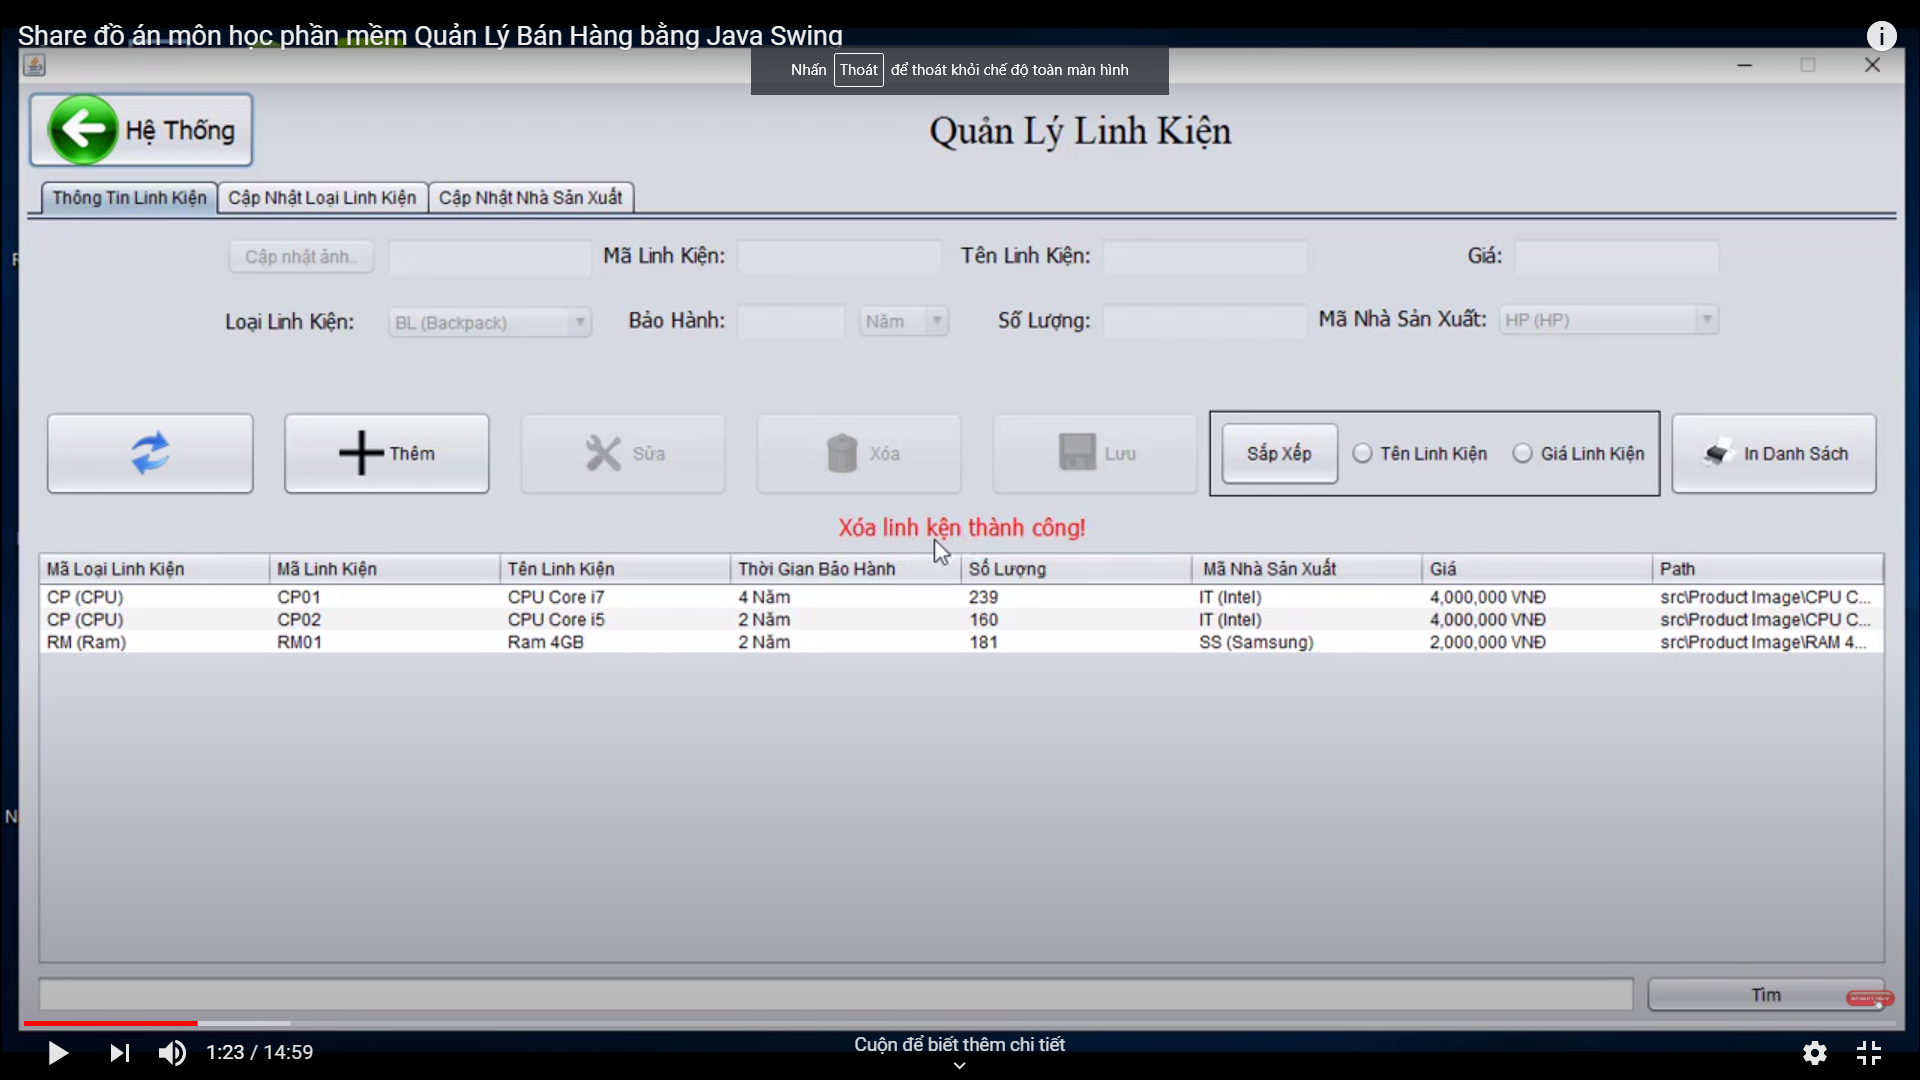 Share đồ án môn học phần mềm Quản Lý Bán Hàng bằng Java Swing
Nhấn Thoát để thoát khỏi chế độ toàn màn hình
Hệ Thống
Quản Lý Linh Kiện
Thông Tin Linh Kiện Cập Nhật Loại Linh Kiện Cập Nhật Nhà Sản Xuất
Cập nhật ảnh.. Mã Linh Kiện: Tên Linh Kiện: Giá:
Loại Linh Kiện: BL (Backpack) Bảo Hành: Năm Số Lượng: Mã Nhà Sản Xuất: HP (HP)
Thêm Sửa Xóa Lưu Sắp Xếp Tên Linh Kiện Giá Linh Kiện In Danh Sách
Xóa linh kện thành công!
Mã Loại Linh Kiện Mã Linh Kiện Tên Linh Kiện Thời Gian Bảo Hành Số Lượng Mã Nhà Sản Xuất Giá Path
CP (CPU) CP01 CPU Core i7 4 Năm 239 IT (Intel) 4,000,000 VNĐ src\Product Image\CPU C...
CP (CPU) CP02 CPU Core i5 2 Năm 160 IT (Intel) 4,000,000 VNĐ src\Product Image\CPU C...
RM (Ram) RM01 Ram 4GB 2 Năm 181 SS (Samsung) 2,000,000 VNĐ src\Product Image\RAM 4...
Tìm
1:23 / 14:59
Cuộn để biết thêm chi tiết